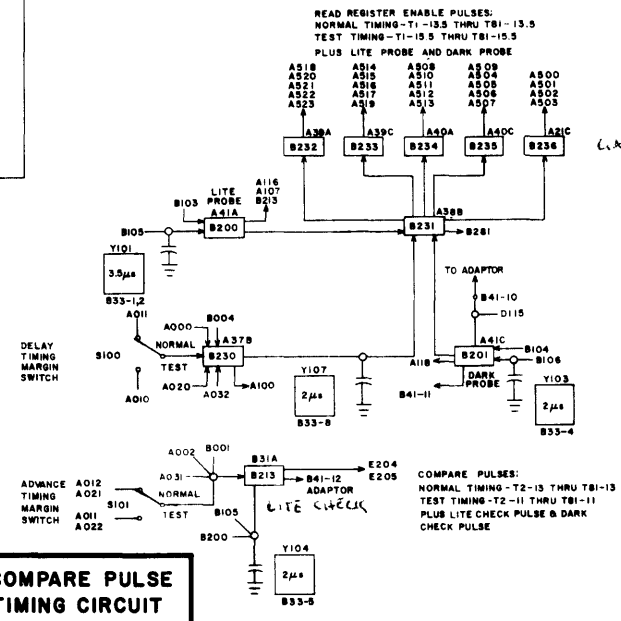 READ REGISTER ENABLE PULSES:
NORMAL TIMING-T1-13.5 THRU T81-13.5
TEST TIMING-T1-15.5 THRU T81-15.5
PLUS LITE PROBE AND DARK PROBE
A518 A514 A508 A509 A500
A520 A515 A510 A504 A501
A521 A516 A511 A505 A502
A522 A517 A512 A506 A503
A523 A519 A513 A507
A39A A39C A40A A40C A21C
B232 B233 B234 B235 B236
LITE PROBE
A116
A107
B213
B103
A41A
B200
B105
A38B
B231
B281
Y101
3.5μs
B33-1,2
TO ADAPTOR
B41-10
D115
A011
A000
B004
DELAY TIMING MARGIN SWITCH
S100
NORMAL
TEST
A37B
B230
A010
A020
A032
A100
Y107
2μs
B33-8
A41C
B201
B104
B106
A118
DARK PROBE
B41-11
Y103
2μs
B33-4
A002
B001
A031
B31A
B213
E204
E205
B41-12
ADAPTOR
LITE CHECK
ADVANCE TIMING MARGIN SWITCH
A012
A021
S101
NORMAL
TEST
A011
A022
B105
B200
Y104
2μs
B33-5
COMPARE PULSES:
NORMAL TIMING-T2-13 THRU T81-13
TEST TIMING-T2-11 THRU T81-11
PLUS LITE CHECK PULSE & DARK
CHECK PULSE
COMPARE PULSE
TIMING CIRCUIT